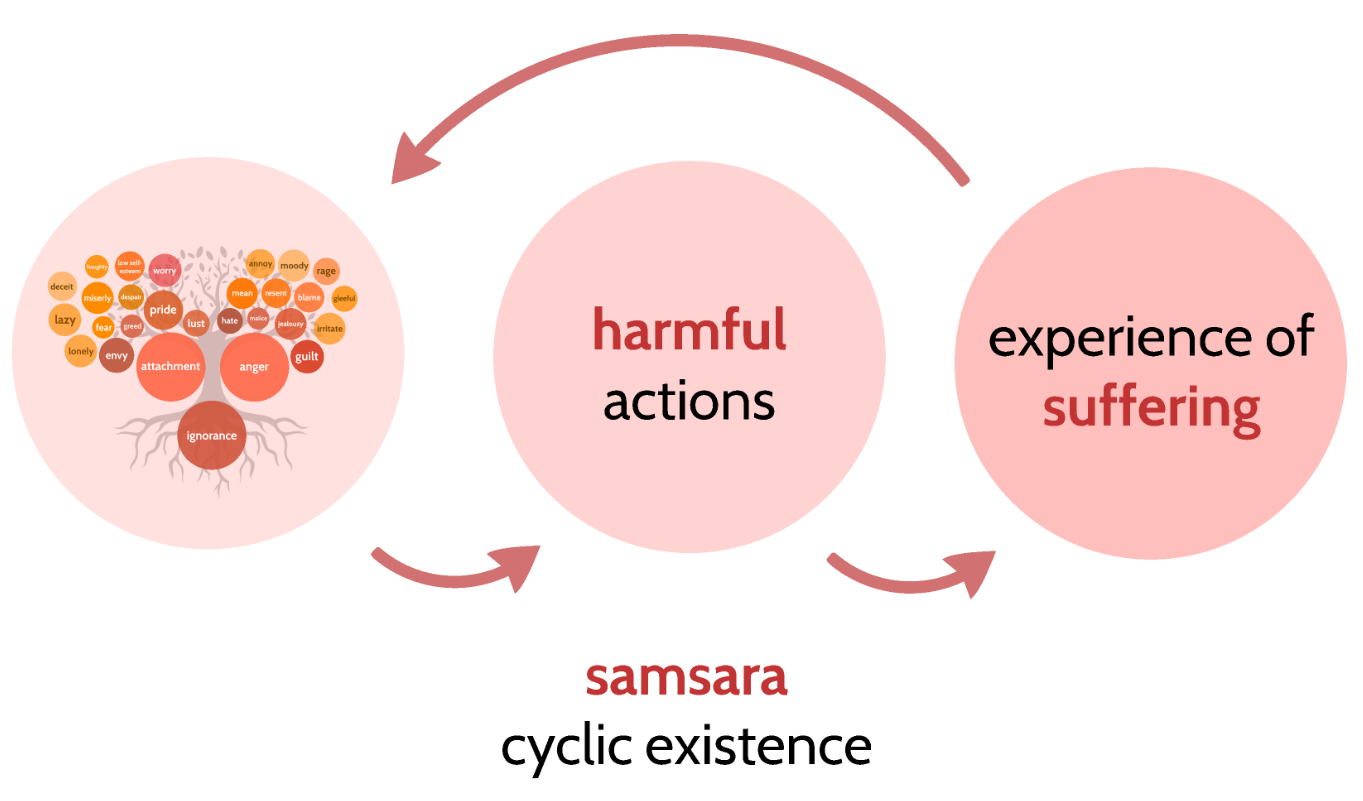 haughty
low self-
esteem
worry
annoy
moody
rage
deceit
miserly
despair
pride
mean
resent
blame
gleeful
lazy
fear
greed
lust
hate
malice
jealousy
irritate
lonely
envy
attachment
anger
guilt
ignorance
harmful
actions
experience of
suffering
samsara
cyclic existence